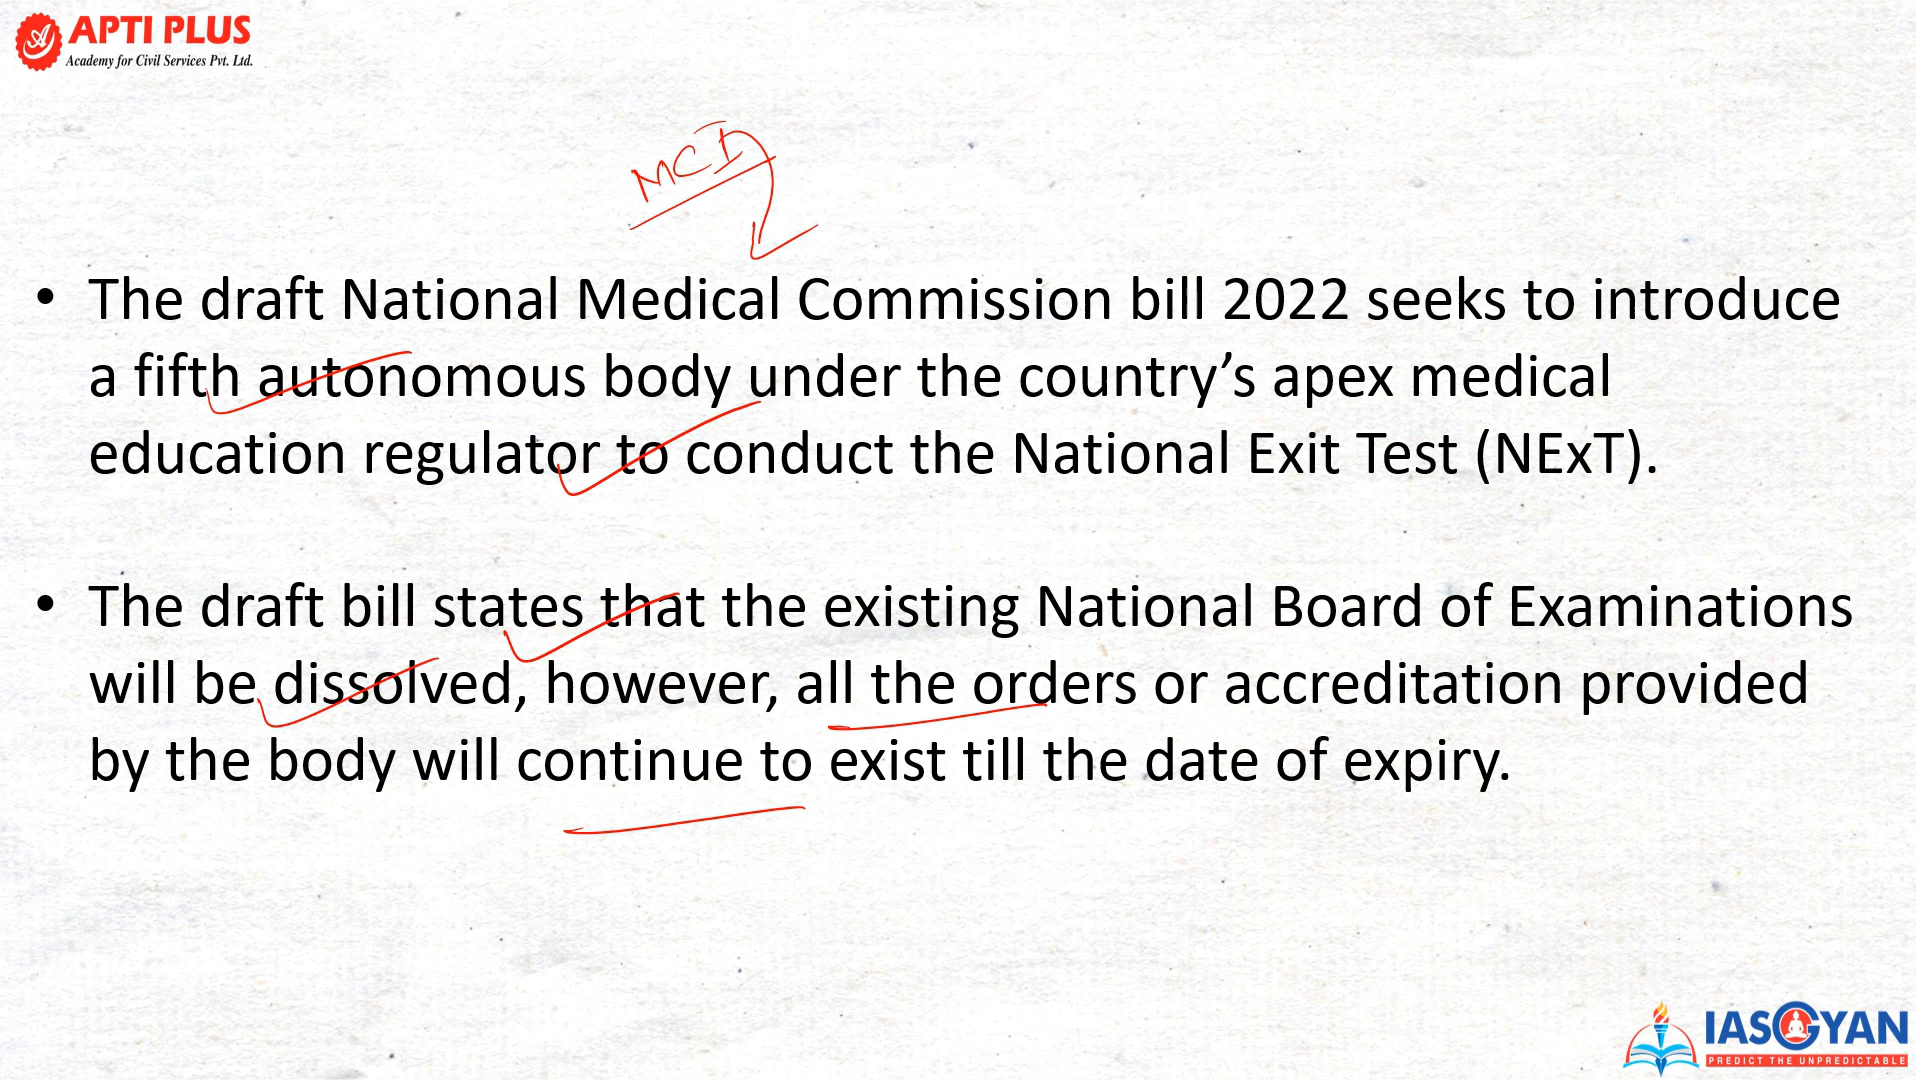 APTI PLUS
Academy for Civil Services Pvt. Ltd.
MCI
• The draft National Medical Commission bill 2022 seeks to introduce
a fifth autonomous body under the country’s apex medical
education regulator to conduct the National Exit Test (NExT).
• The draft bill states that the existing National Board of Examinations
will be dissolved, however, all the orders or accreditation provided
by the body will continue to exist till the date of expiry.
IASGYAN
PREDICT THE UNPREDICTABLE